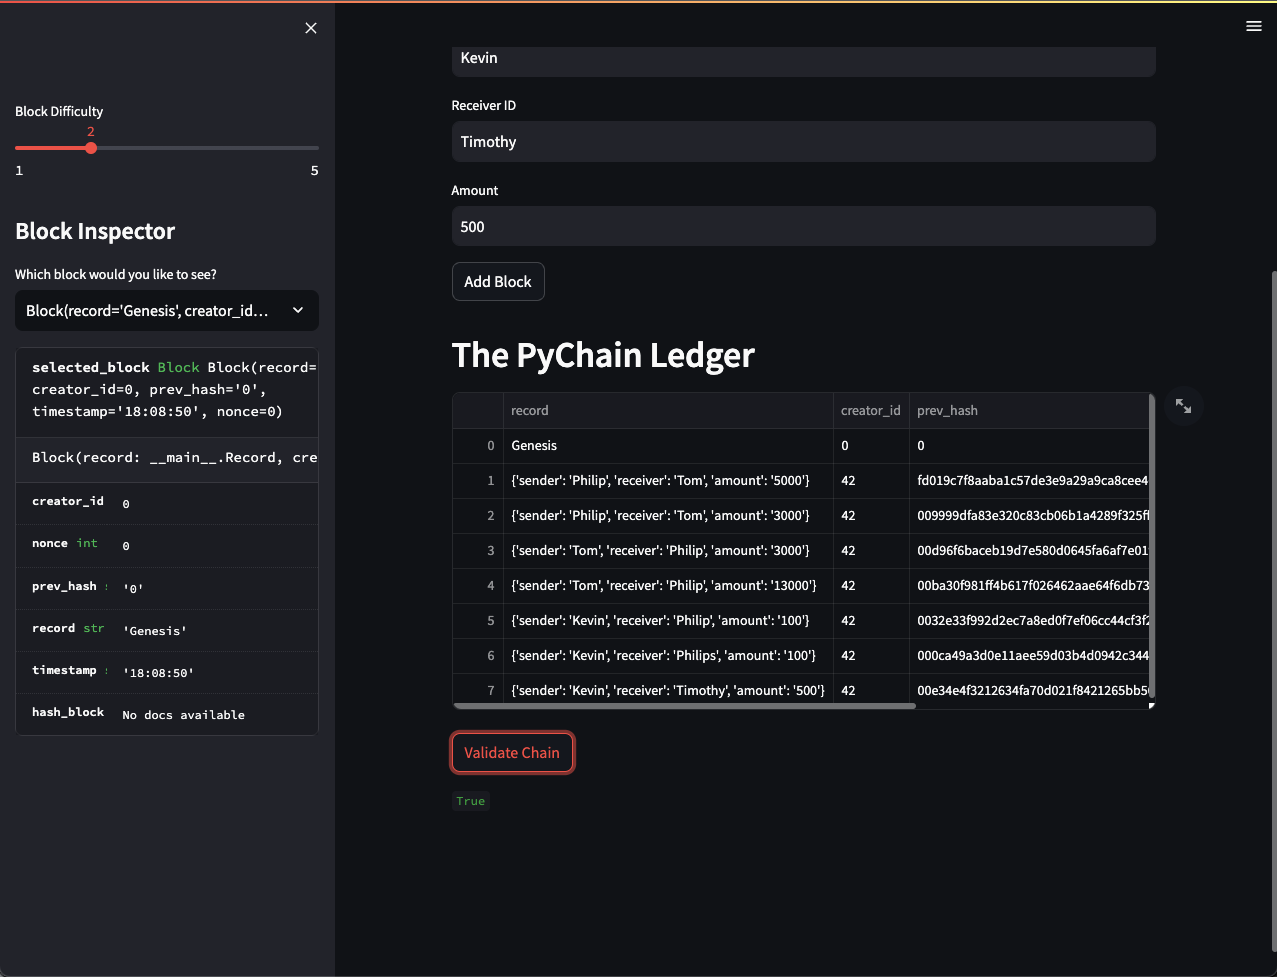 Block Difficulty
2
1 5
Block Inspector
Which block would you like to see?
Block(record='Genesis', creator_id...
selected_block Block Block(record=
creator_id=0, prev_hash='0',
timestamp='18:08:50', nonce=0)
Block(record: __main__.Record, cre
creator_id 0
nonce int 0
prev_hash '0'
record str 'Genesis'
timestamp '18:08:50'
hash_block No docs available
Kevin
Receiver ID
Timothy
Amount
500
Add Block
The PyChain Ledger
record creator_id prev_hash
0 Genesis 0 0
1 {'sender': 'Philip', 'receiver': 'Tom', 'amount': '5000'} 42 fd019c7f8aaba1c57de3e9a29a9ca8cee4
2 {'sender': 'Philip', 'receiver': 'Tom', 'amount': '3000'} 42 009999dfa83e320c83cb06b1a4289f325ff
3 {'sender': 'Tom', 'receiver': 'Philip', 'amount': '3000'} 42 00d96f6baceb19d7e580d0645fa6af7e01
4 {'sender': 'Tom', 'receiver': 'Philip', 'amount': '13000'} 42 00ba30f981ff4b617f026462aae64f6db73
5 {'sender': 'Kevin', 'receiver': 'Philip', 'amount': '100'} 42 0032e33f992d2ec7a8ed0f7ef06cc44cf3f2
6 {'sender': 'Kevin', 'receiver': 'Philips', 'amount': '100'} 42 000ca49a3d0e11aee59d03b4d0942c344
7 {'sender': 'Kevin', 'receiver': 'Timothy', 'amount': '500'} 42 00e34e4f3212634fa70d021f8421265bb5
Validate Chain
True